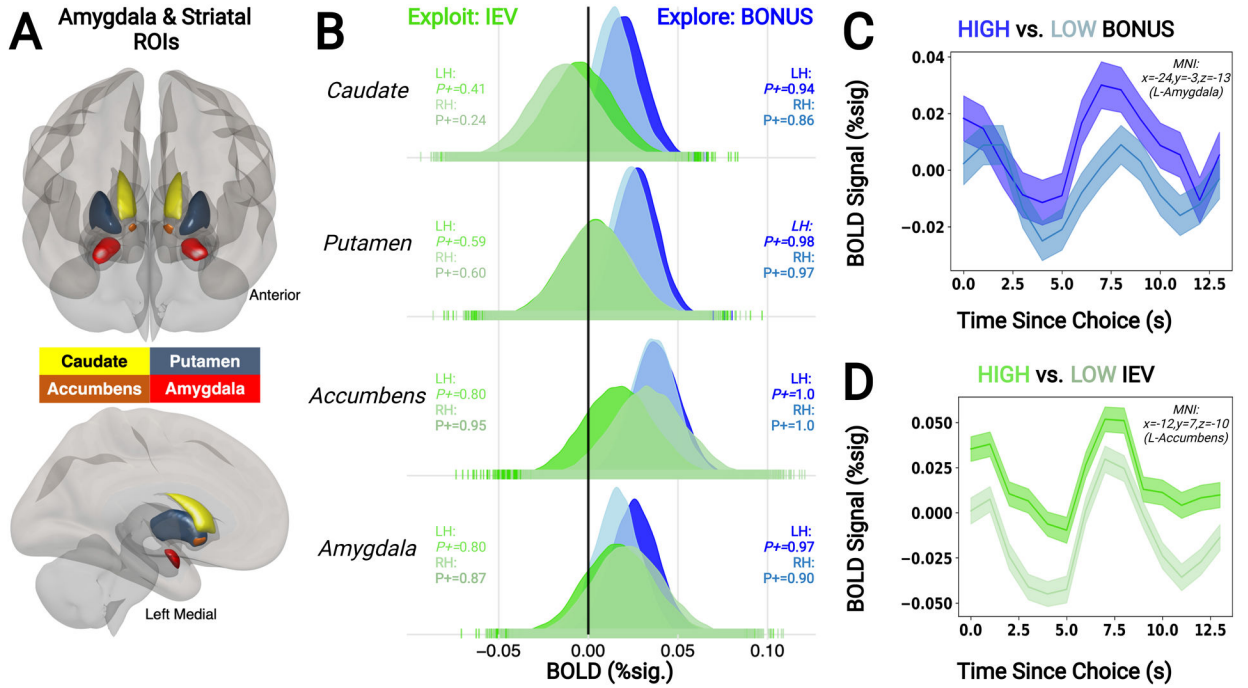 A
Amygdala & Striatal
ROIs
Anterior
Caudate
Putamen
Accumbens
Amygdala
Left Medial
B
Exploit: IEV
Explore: BONUS
Caudate
LH:
P+=0.41
RH:
P+=0.24
LH:
P+=0.94
RH:
P+=0.86
Putamen
LH:
P+=0.59
RH:
P+=0.60
LH:
P+=0.98
RH:
P+=0.97
Accumbens
LH:
P+=0.80
RH:
P+=0.95
LH:
P+=1.0
RH:
P+=1.0
Amygdala
LH:
P+=0.80
RH:
P+=0.87
LH:
P+=0.97
RH:
P+=0.90
−0.05
0.00
0.05
0.10
BOLD (%sig.)
C
HIGH vs. LOW BONUS
MNI:
x=-24,y=-3,z=-13
(L-Amygdala)
BOLD Signal (%sig)
0.04
0.02
0.00
−0.02
0.0
2.5
5.0
7.5
10.0
12.5
Time Since Choice (s)
D
HIGH vs. LOW IEV
MNI:
x=-12,y=7,z=-10
(L-Accumbens)
BOLD Signal (%sig)
0.050
0.025
0.000
−0.025
−0.050
0.0
2.5
5.0
7.5
10.0
12.5
Time Since Choice (s)